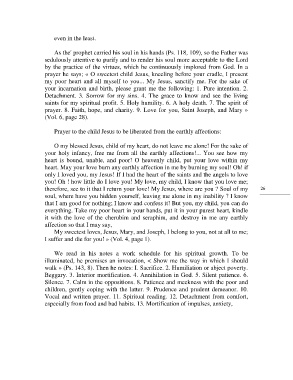 even in the least.
As the prophet carried his soul in his hands (Ps. 118, 109), so the Father was
sedulously attentive to purify and to render his soul more acceptable to the Lord
by the practice of the virtues, which he continuously implored from God. In a
prayer he says; « O sweetest child Jesus, kneeling before your cradle, I present
my poor heart and all myself to you... My Jesus, sanctify me. For the sake of
your incarnation and birth, please grant me the following: 1. Pure intention. 2.
Detachment. 3. Sorrow for my sins. 4. The grace to know and see the living
saints for my spiritual profit. 5. Holy humility. 6. A holy death. 7. The spirit of
prayer. 8. Faith, hope, and charity. 9. Love for you, Saint Joseph, and Mary »
(Vol. 6, page 28).
Prayer to the child Jesus to be liberated from the earthly affections:
O my blessed Jesus, child of my heart, do not leave me alone! For the sake of
your holy infancy, free me from all the earthly affections!... You see how my
heart is bound, unable, and poor! O heavenly child, put your love within my
heart. May your love burn any earthly affection in me by burning my soul! Oh! if
only I loved you, my Jesus! If I had the heart of the saints and the angels to love
you! Oh ! how little do I love you! My love, my child, I know that you love me;
therefore, see to it that I return your love! My Jesus, where are you ? Soul of my
soul, where have you hidden yourself, leaving me alone in my inability ? I know
that I am good for nothing; I know and confess it! But you, my child, you can do
everything. Take my poor heart in your hands, put it in your purest heart, kindle
it with the love of the cherubim and seraphim, and destroy in me any earthly
affection so that I may say,
My sweetest loves, Jesus, Mary, and Joseph, I belong to you, not at all to me;
I suffer and die for you! » (Vol. 4, page 1).
We read in his notes a work schedule for his spiritual growth. To be
illuminated, he premises an invocation, < Show me the way in which I should
walk » (Ps. 143, 8). Then he notes: I. Sacrifice. 2. Humiliation or abject poverty.
Beggary. 3. Interior mortification. 4. Annihilation in God. 5. Silent patience. 6.
Silence. 7. Calm in the oppositions. 8. Patience and meekness with the poor and
children, gently coping with the latter. 9. Prudence and prudent demeanor. 10.
Vocal and written prayer. 11. Spiritual reading. 12. Detachment from comfort,
especially from food and bad habits. 13. Mortification of impulses, anxiety,
26